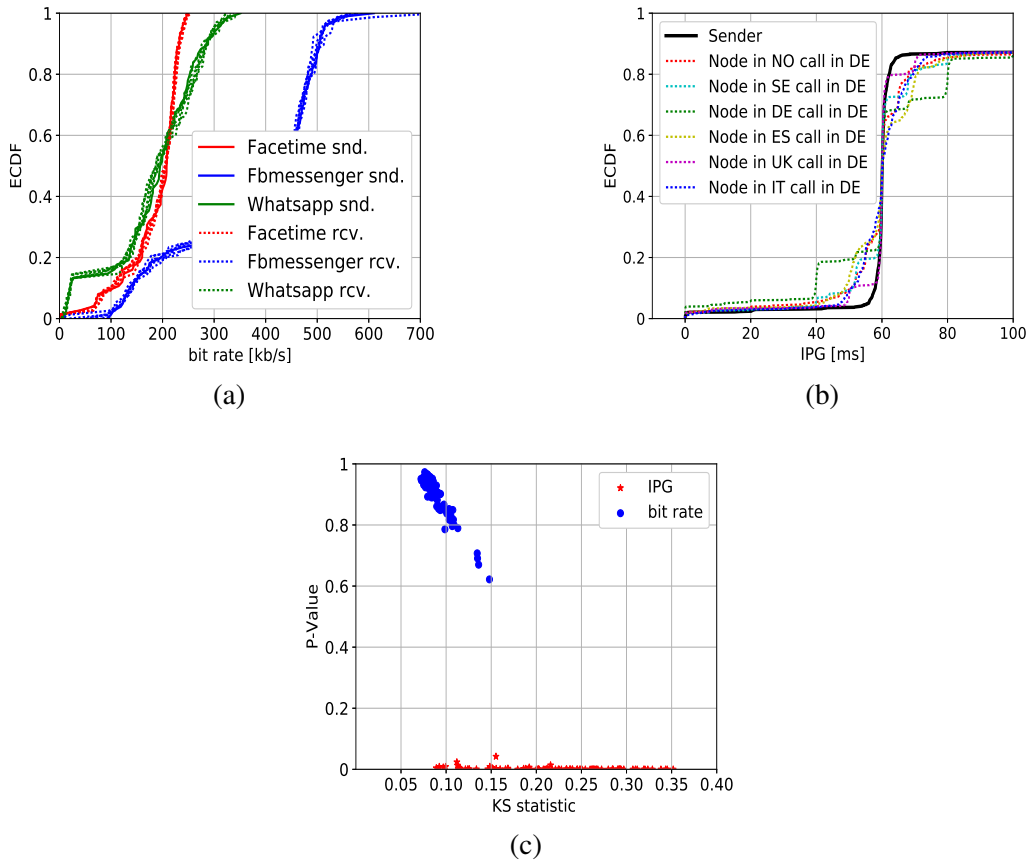 1
0.8
0.6
0.4
0.2
0
ECDF
0 100 200 300 400 500 600 700
bit rate [kb/s]
Facetime snd.
Fbmessenger snd.
Whatsapp snd.
Facetime rcv.
Fbmessenger rcv.
Whatsapp rcv.
(a)
1
0.8
0.6
0.4
0.2
0
ECDF
0 20 40 60 80 100
IPG [ms]
Sender
Node in NO call in DE
Node in SE call in DE
Node in DE call in DE
Node in ES call in DE
Node in UK call in DE
Node in IT call in DE
(b)
1
0.8
0.6
0.4
0.2
0
P-Value
0.05 0.10 0.15 0.20 0.25 0.30 0.35 0.40
KS statistic
IPG
bit rate
(c)